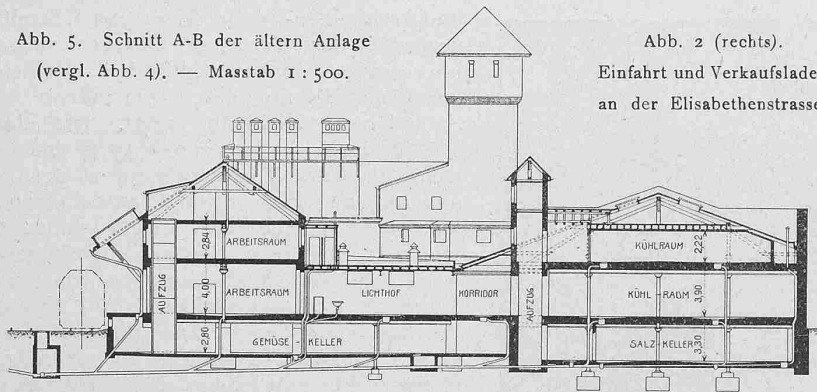 Abb. 5. Schnitt A-B der ältern Anlage
(vergl. Abb. 4). — Masstab 1 : 500.
Abb. 2 (rechts).
Einfahrt und Verkaufslade
an der Elisabethenstrasse
2,84
ARBEITSRAUM
KÜHLRAUM
2,22
AUFZUG
4,00
ARBEITSRAUM
LICHTHOF
KORRIDOR
AUFZUG
KÜHL-RAUM
3,90
2,80
GEMÜSE-KELLER
SALZ-KELLER
3,30